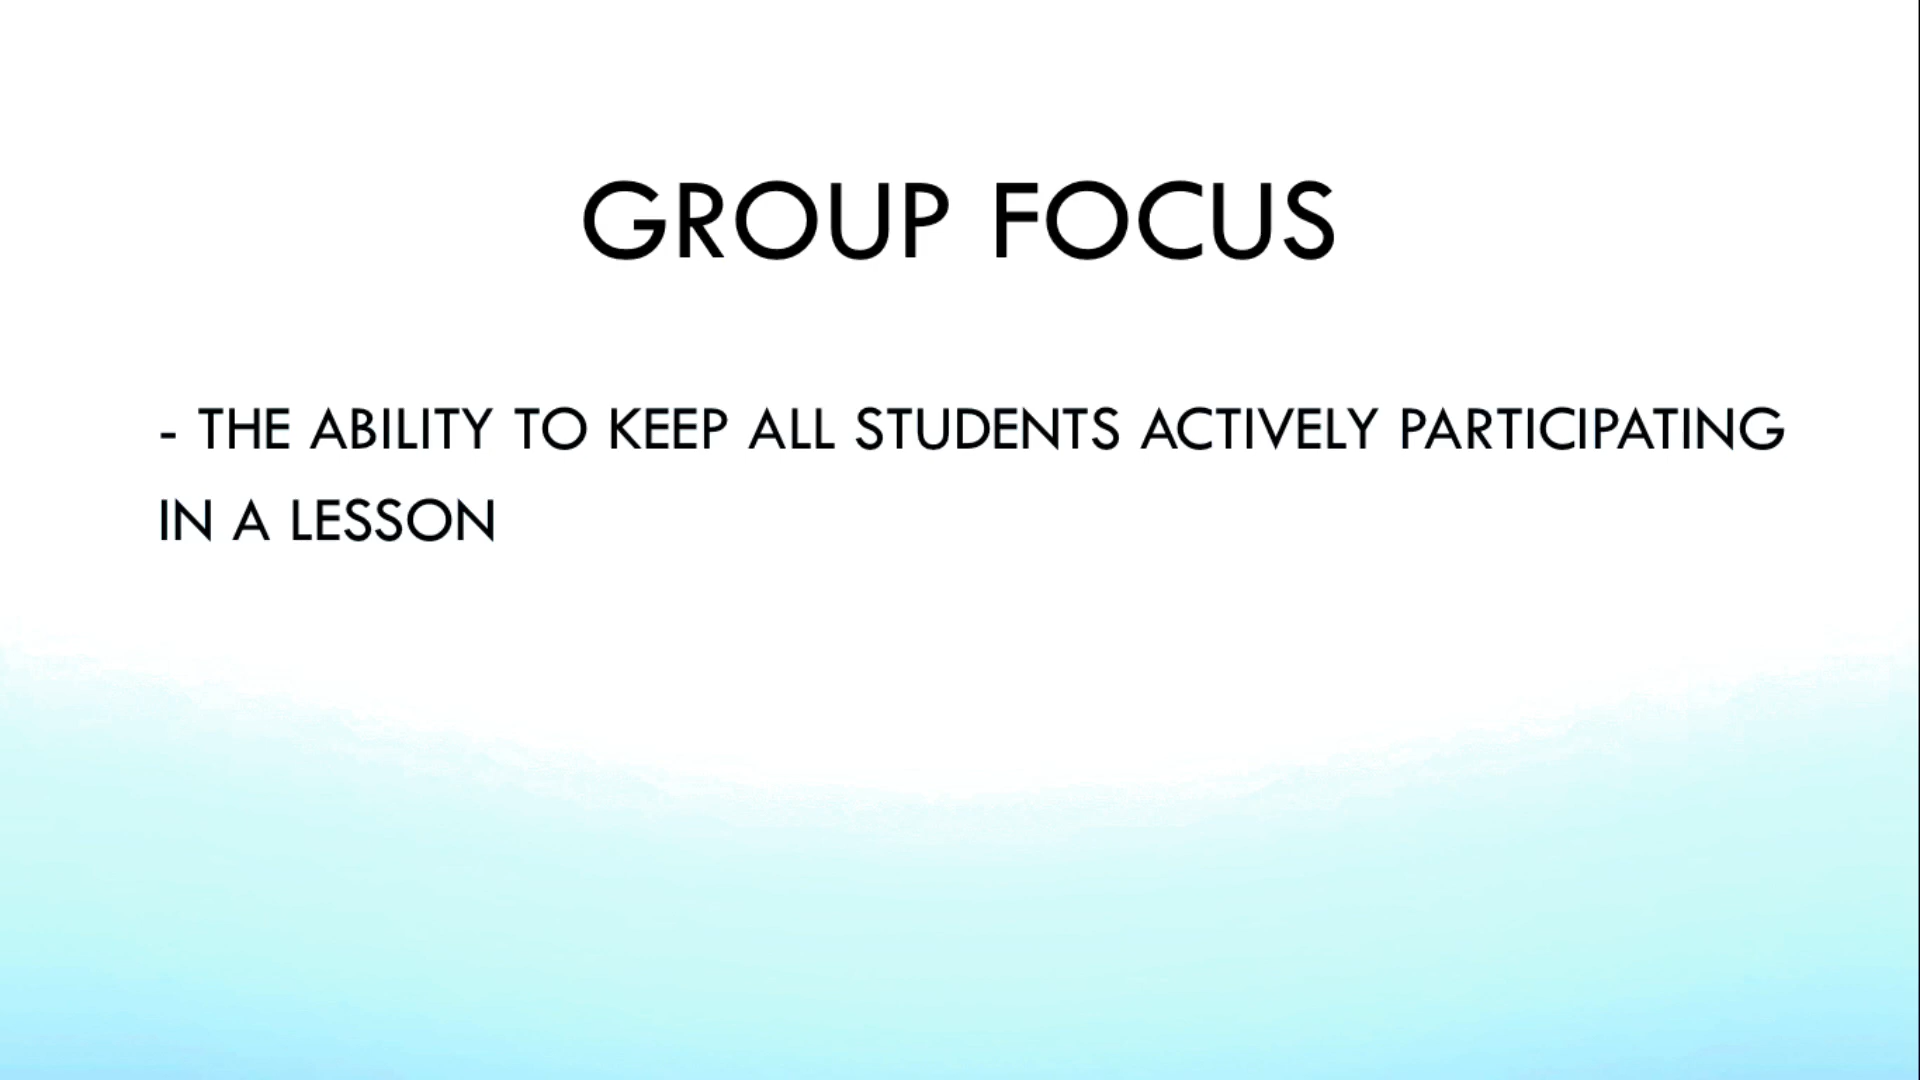 GROUP FOCUS
- THE ABILITY TO KEEP ALL STUDENTS ACTIVELY PARTICIPATING
IN A LESSON